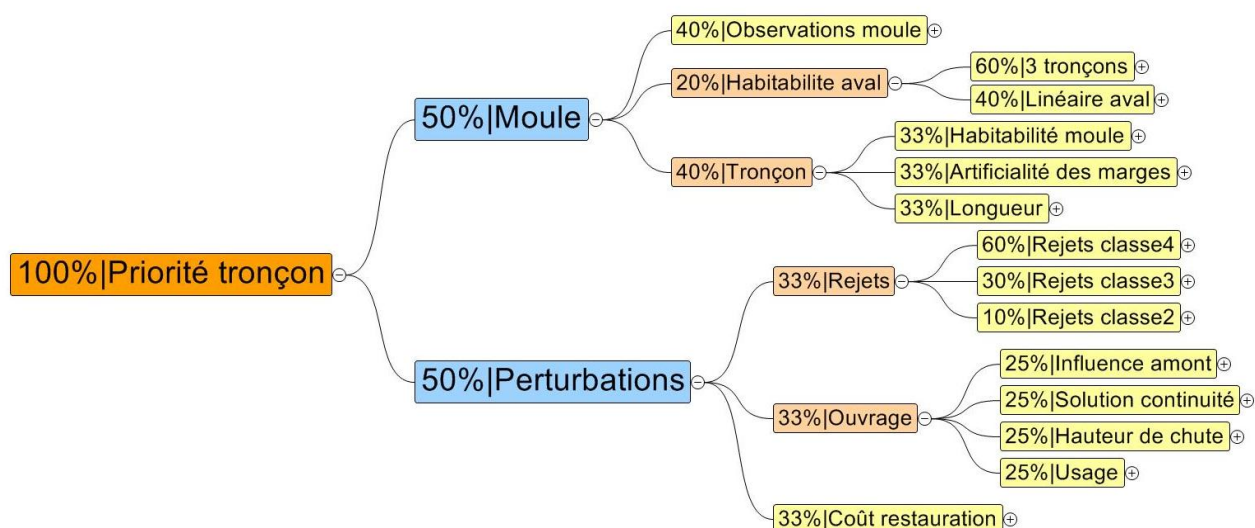 100%|Priorité tronçon
50%|Moule
40%|Observations moule
20%|Habitabilite aval
60%|3 tronçons
40%|Linéaire aval
40%|Tronçon
33%|Habitabilité moule
33%|Artificialité des marges
33%|Longueur
50%|Perturbations
33%|Rejets
60%|Rejets classe4
30%|Rejets classe3
10%|Rejets classe2
33%|Ouvrage
25%|Influence amont
25%|Solution continuité
25%|Hauteur de chute
25%|Usage
33%|Coût restauration